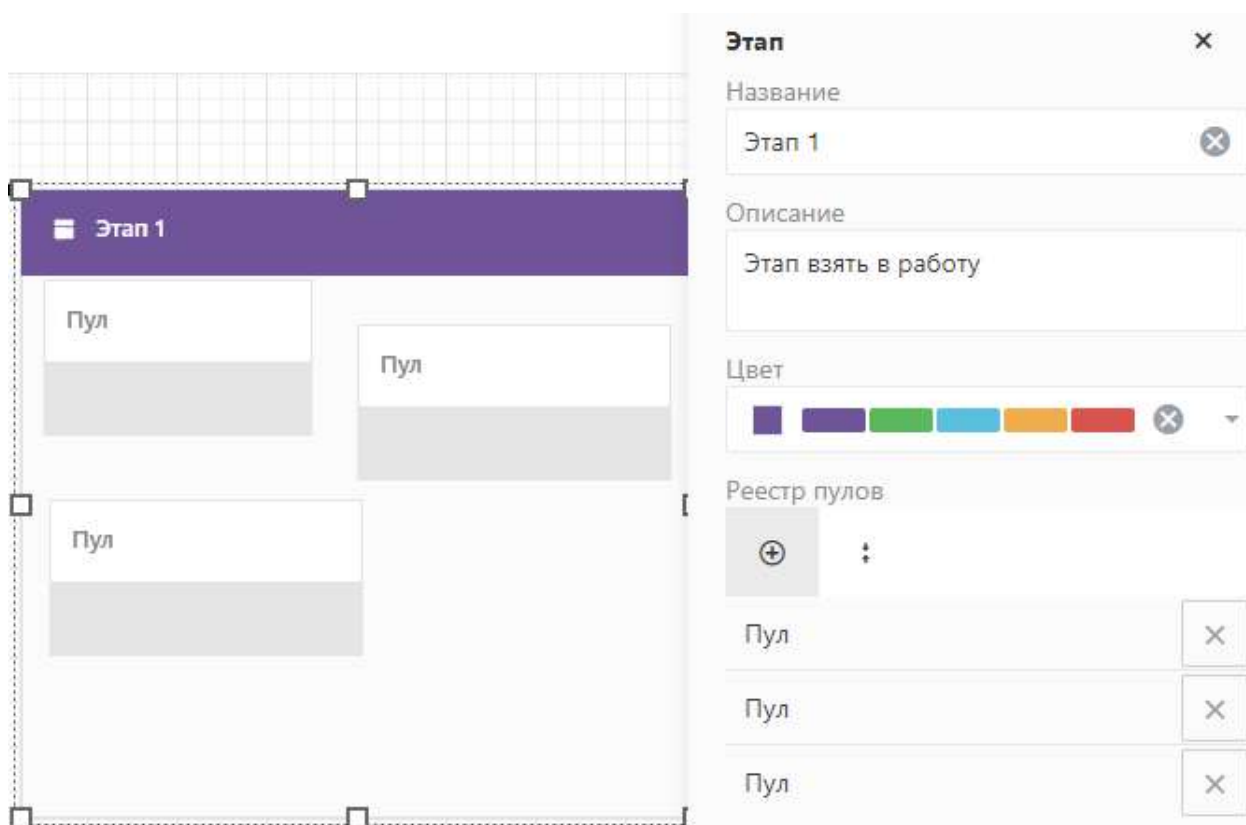 Этап 1
Пул
Пул
Пул
Этап
Название
Этап 1
Описание
Этап взять в работу
Цвет
Реестр пулов
Пул
Пул
Пул